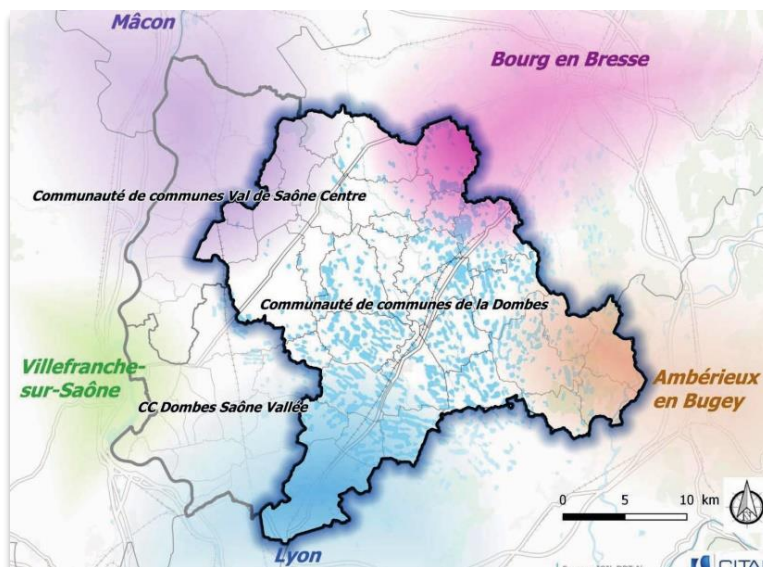 Mâcon
Bourg en Bresse
Communauté de communes Val de Saône Centre
Communauté de communes de la Dombes
Villefranche-
sur-Saône
CC Dombes Saône Vallée
Ambérieux
en Bugey
0 5 10 km
N
Lyon